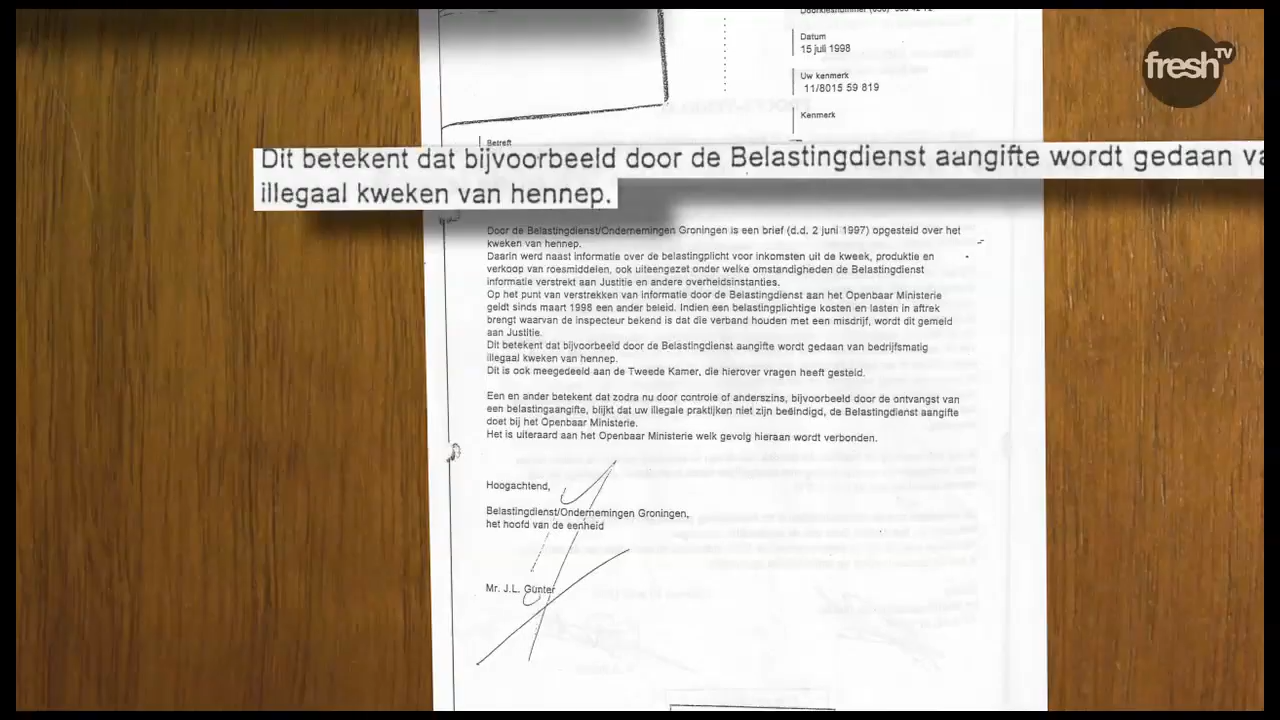 fresh TV
Datum
15 juli 1998
Uw kenmerk
11/8015 59 819
Kenmerk
Betreft
Dit betekent dat bijvoorbeeld door de Belastingdienst aangifte wordt gedaan
illegaal kweken van hennep.
Door de Belastingdienst/Ondernemingen Groningen is een brief (d.d. 2 juni 1997) opgesteld over het
kweken van hennep.
Daarin werd naast informatie over de belastingplicht voor inkomsten uit de kweek, produktie en
verkoop van roesmiddelen, ook uiteengezet onder welke omstandigheden de Belastingdienst
informatie verstrekt aan Justitie en andere overheidsinstanties.
Op het punt van verstrekken van informatie door de Belastingdienst aan het Openbaar Ministerie
geldt sinds maart 1998 een ander beleid. Indien een belastingplichtige kosten en lasten in aftrek
brengt waarvan de inspecteur bekend is dat die verband houden met een misdrijf, wordt dit gemeld
aan Justitie.
Dit betekent dat bijvoorbeeld door de Belastingdienst aangifte wordt gedaan van bedrijfsmatig
illegaal kweken van hennep.
Dit is ook meegedeeld aan de Tweede Kamer, die hierover vragen heeft gesteld.
Een en ander betekent dat zodra nu door controle of anderszins, bijvoorbeeld door de ontvangst van
een belastingaangifte, blijkt dat uw illegale praktijken niet zijn beëindigd, de Belastingdienst aangifte
doet bij het Openbaar Ministerie.
Het is uiteraard aan het Openbaar Ministerie welk gevolg hieraan wordt verbonden.
Hoogachtend,
Belastingdienst/Ondernemingen Groningen,
het hoofd van de eenheid
Mr. J.L. Günter